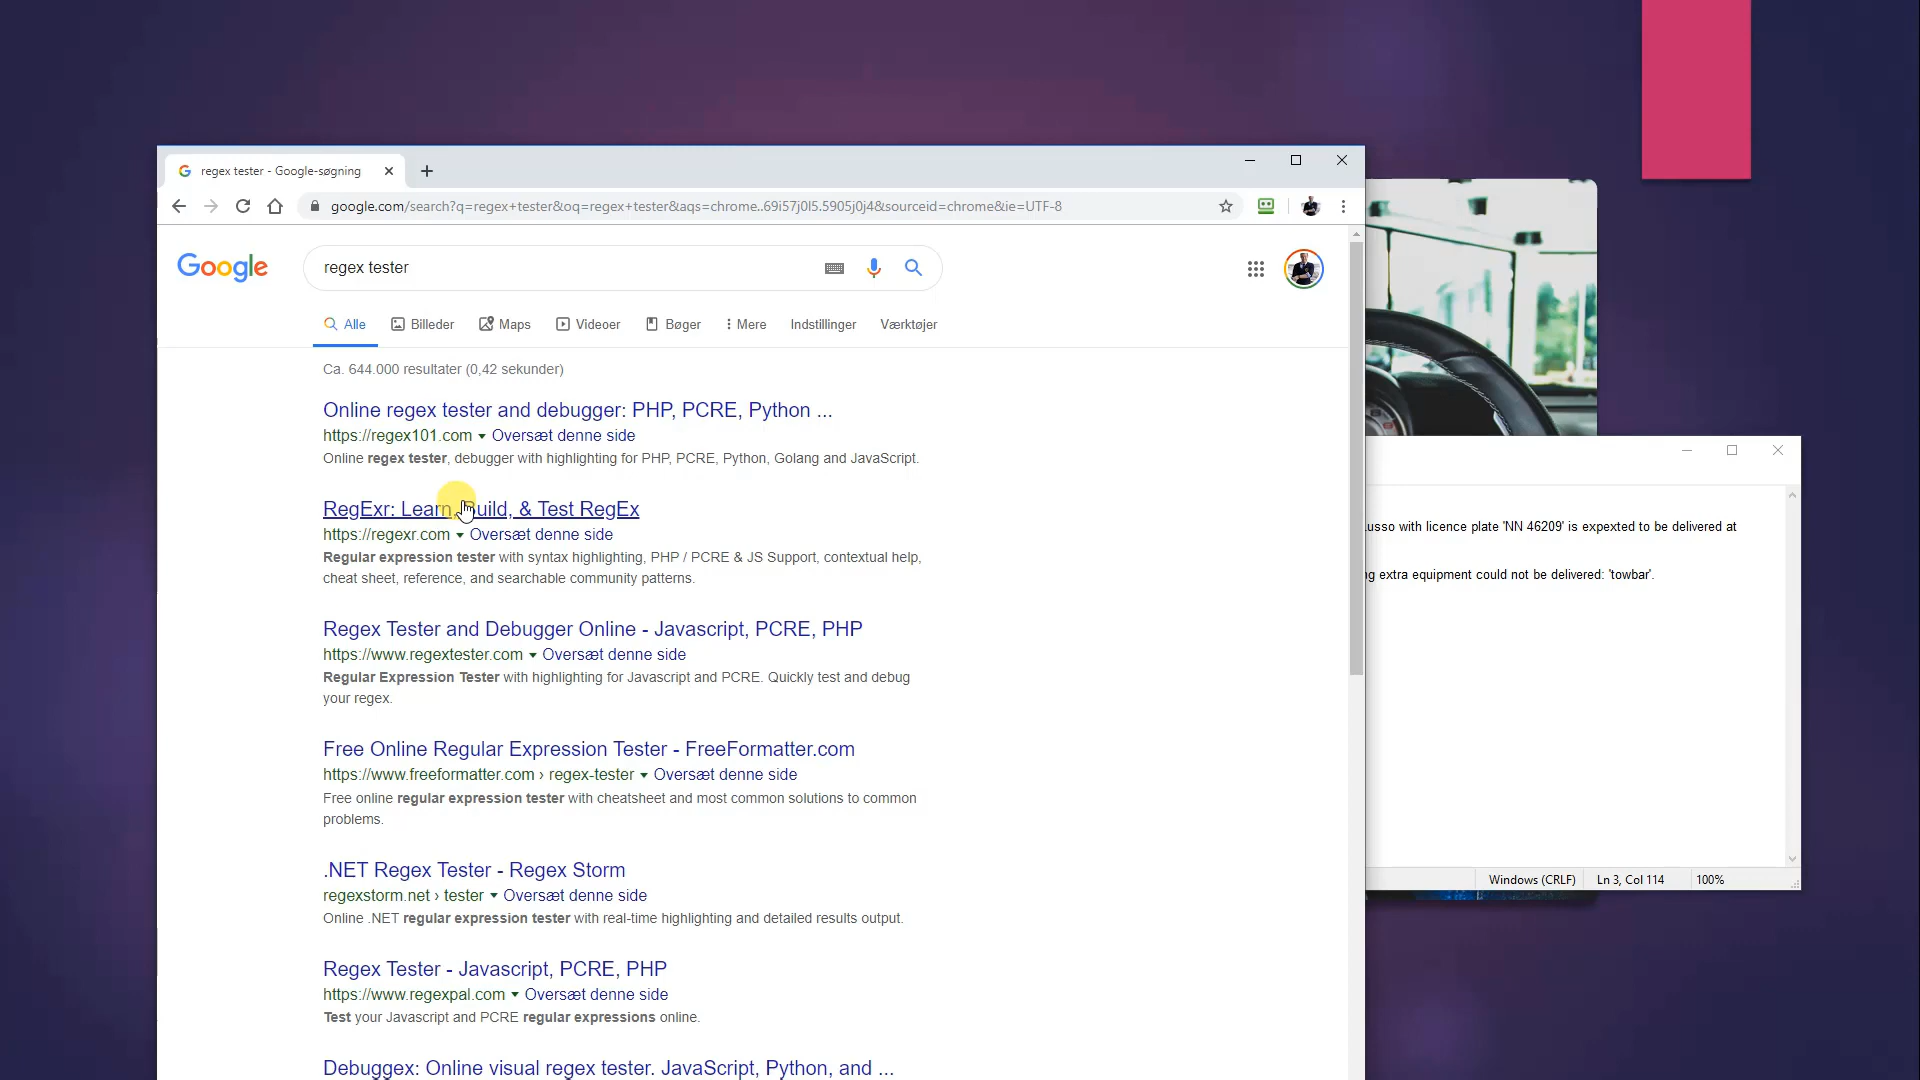 regex tester - Google-søgning
google.com/search?q=regex+tester&oq=regex+tester&aqs=chrome..69i57j0l5.5905j0j4&sourceid=chrome&ie=UTF-8
Google
regex tester
Alle Billeder Maps Videoer Bøger Mere Indstillinger Værktøjer
Ca. 644.000 resultater (0,42 sekunder)
Online regex tester and debugger: PHP, PCRE, Python ...
https://regex101.com Oversæt denne side
Online regex tester, debugger with highlighting for PHP, PCRE, Python, Golang and JavaScript.
RegExr: Learn, Build, & Test RegEx
https://regexr.com Oversæt denne side
Regular expression tester with syntax highlighting, PHP / PCRE & JS Support, contextual help,
cheat sheet, reference, and searchable community patterns.
Regex Tester and Debugger Online - Javascript, PCRE, PHP
https://www.regextester.com Oversæt denne side
Regular Expression Tester with highlighting for Javascript and PCRE. Quickly test and debug
your regex.
Free Online Regular Expression Tester - FreeFormatter.com
https://www.freeformatter.com › regex-tester Oversæt denne side
Free online regular expression tester with cheatsheet and most common solutions to common
problems.
.NET Regex Tester - Regex Storm
regexstorm.net › tester Oversæt denne side
Online .NET regular expression tester with real-time highlighting and detailed results output.
Regex Tester - Javascript, PCRE, PHP
https://www.regexpal.com Oversæt denne side
Test your Javascript and PCRE regular expressions online.
Debuggex: Online visual regex tester. JavaScript, Python, and ...
usso with licence plate 'NN 46209' is expexted to be delivered at
g extra equipment could not be delivered: 'towbar'.
Windows (CRLF) Ln 3, Col 114 100%